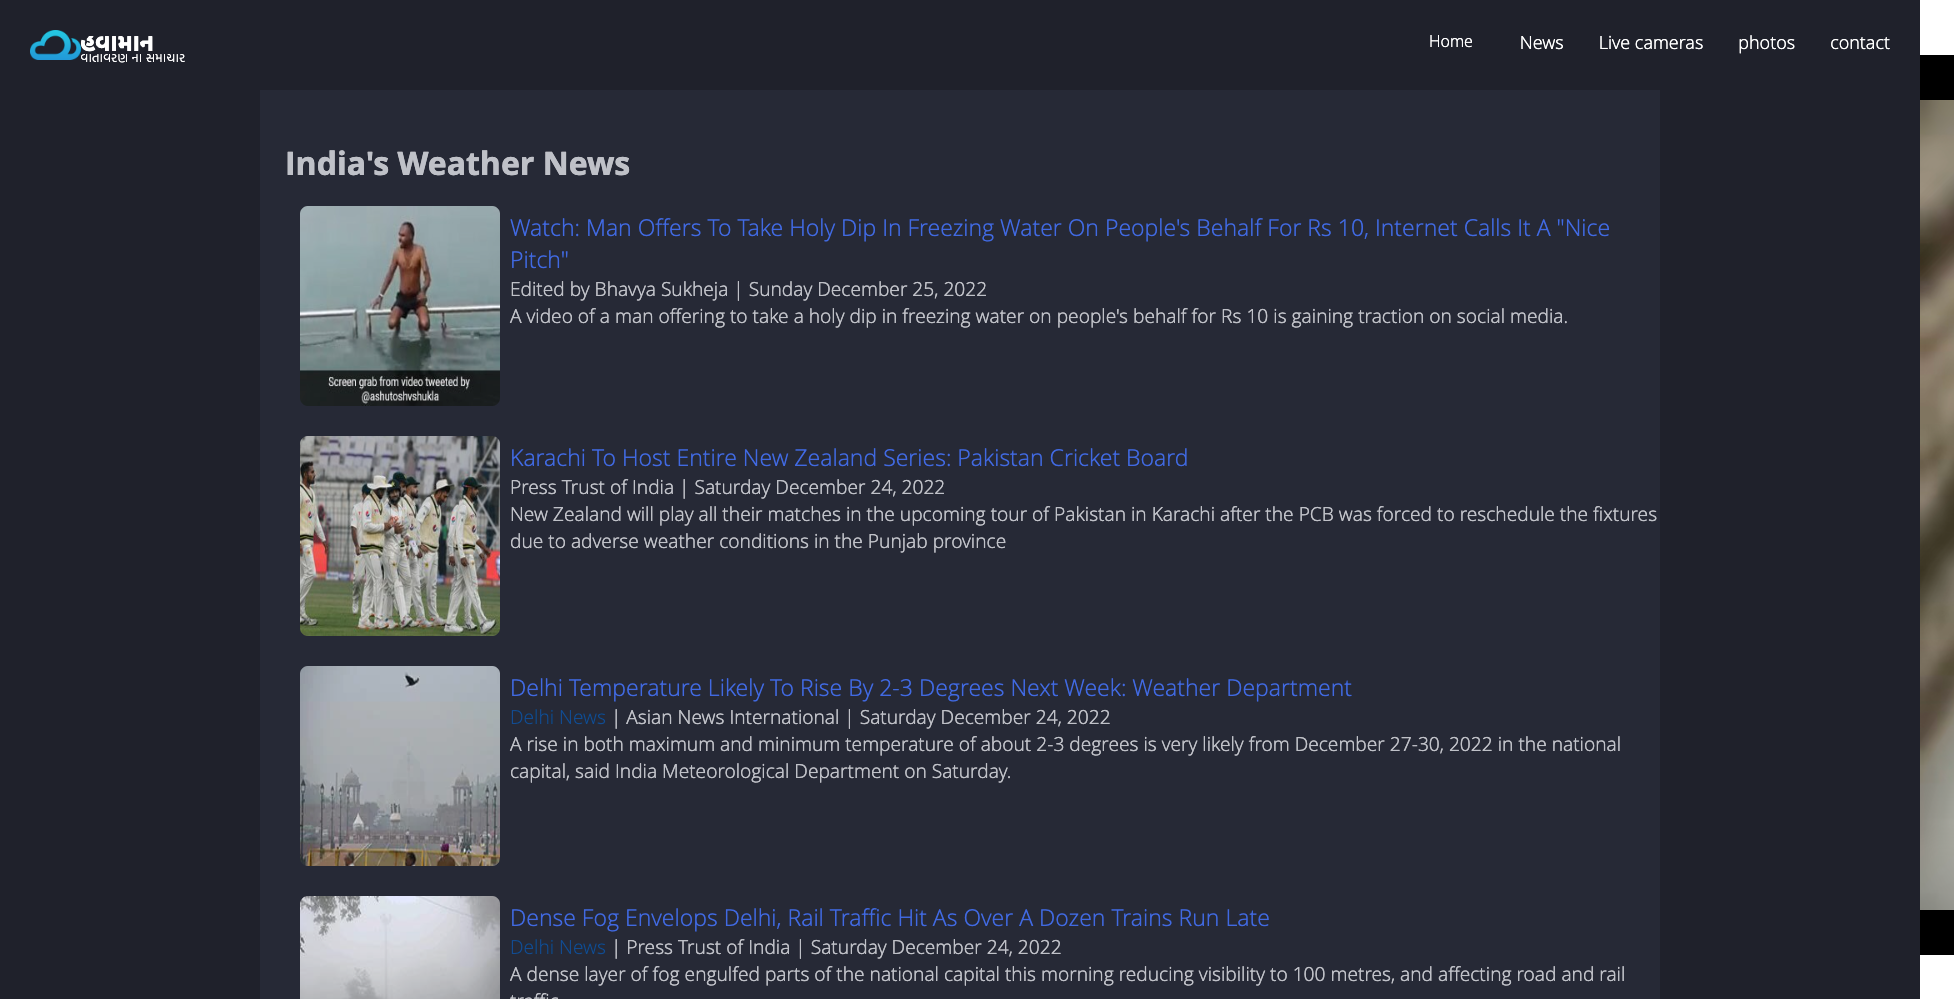 હવામાન
વાતાવરણ ના સમાચાર
Home News Live cameras photos contact
India's Weather News
Watch: Man Offers To Take Holy Dip In Freezing Water On People's Behalf For Rs 10, Internet Calls It A "Nice
Pitch"
Edited by Bhavya Sukheja | Sunday December 25, 2022
A video of a man offering to take a holy dip in freezing water on people's behalf for Rs 10 is gaining traction on social media.
Screen grab from video tweeted by
@ashutoshvshukla
Karachi To Host Entire New Zealand Series: Pakistan Cricket Board
Press Trust of India | Saturday December 24, 2022
New Zealand will play all their matches in the upcoming tour of Pakistan in Karachi after the PCB was forced to reschedule the fixtures
due to adverse weather conditions in the Punjab province
Delhi Temperature Likely To Rise By 2-3 Degrees Next Week: Weather Department
Delhi News | Asian News International | Saturday December 24, 2022
A rise in both maximum and minimum temperature of about 2-3 degrees is very likely from December 27-30, 2022 in the national
capital, said India Meteorological Department on Saturday.
Dense Fog Envelops Delhi, Rail Traffic Hit As Over A Dozen Trains Run Late
Delhi News | Press Trust of India | Saturday December 24, 2022
A dense layer of fog engulfed parts of the national capital this morning reducing visibility to 100 metres, and affecting road and rail